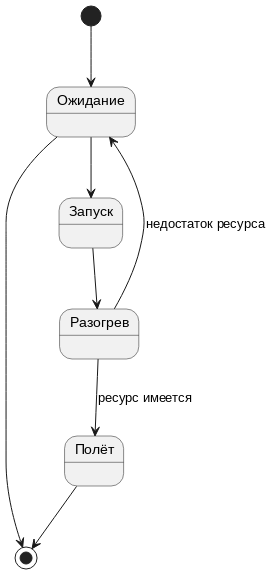 Ожидание
Запуск
недостаток ресурса
Разогрев
ресурс имеется
Полёт